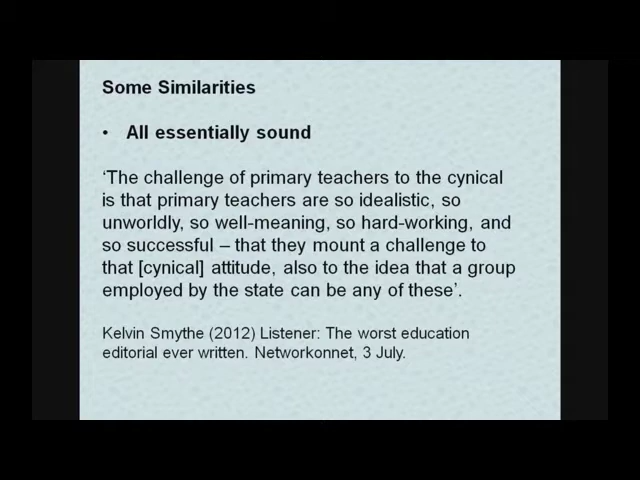 Some Similarities
• All essentially sound
‘The challenge of primary teachers to the cynical
is that primary teachers are so idealistic, so
unworldly, so well-meaning, so hard-working, and
so successful – that they mount a challenge to
that [cynical] attitude, also to the idea that a group
employed by the state can be any of these’.
Kelvin Smythe (2012) Listener: The worst education
editorial ever written. Networkonnet, 3 July.